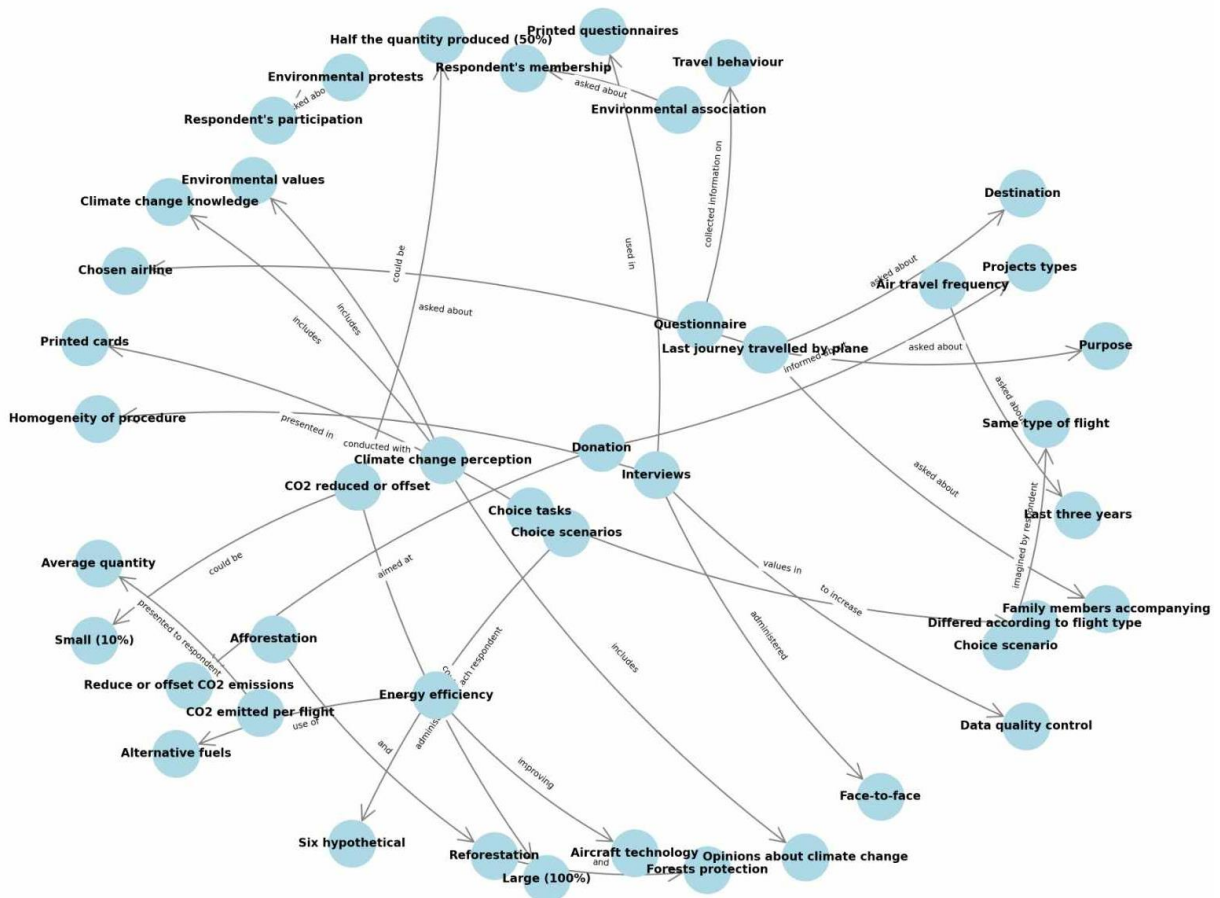 Half the quantity produced (50%)
Printed questionnaires
Respondent's membership
Travel behaviour
Environmental protests
asked about
Environmental association
Respondent's participation
collected information on
Environmental values
Climate change knowledge
Destination
used in
could be
Chosen airline
asked about
Projects types
Air travel frequency
asked about
includes
includes
Questionnaire
Printed cards
Last journey travelled by plane
asked about
Purpose
informed about
asked about
Homogeneity of procedure
presented in
conducted with
Same type of flight
Donation
Climate change perception
Interviews
CO2 reduced or offset
asked about
Choice tasks
Last three years
Choice scenarios
imagined by respondent
Average quantity
could be
aimed at
values in
to increase
Family members accompanying
Differed according to flight type
presented to respondent
Small (10%)
Afforestation
administered
Choice scenario
includes
Reduce or offset CO2 emissions
Energy efficiency
CO2 emitted per flight
use of
Data quality control
Alternative fuels
and
improving
Face-to-face
Six hypothetical
Reforestation
Aircraft technology
Opinions about climate change
and
Forests protection
Large (100%)